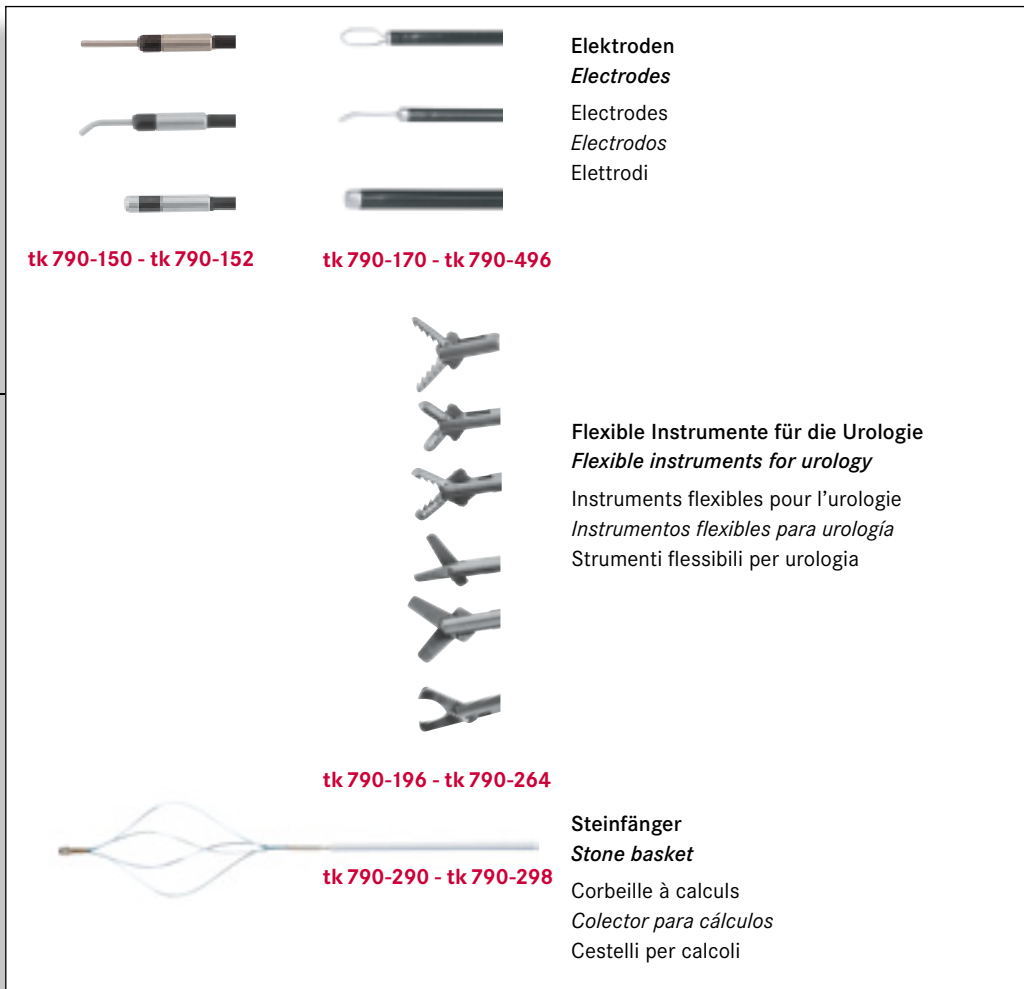 Elektroden
Electrodes
Electrodes
Electrodos
Elettrodi
tk 790-150 - tk 790-152
tk 790-170 - tk 790-496
Flexible Instrumente für die Urologie
Flexible instruments for urology
Instruments flexibles pour l’urologie
Instrumentos flexibles para urología
Strumenti flessibili per urologia
tk 790-196 - tk 790-264
Steinfänger
Stone basket
tk 790-290 - tk 790-298
Corbeille à calculs
Colector para cálculos
Cestelli per calcoli